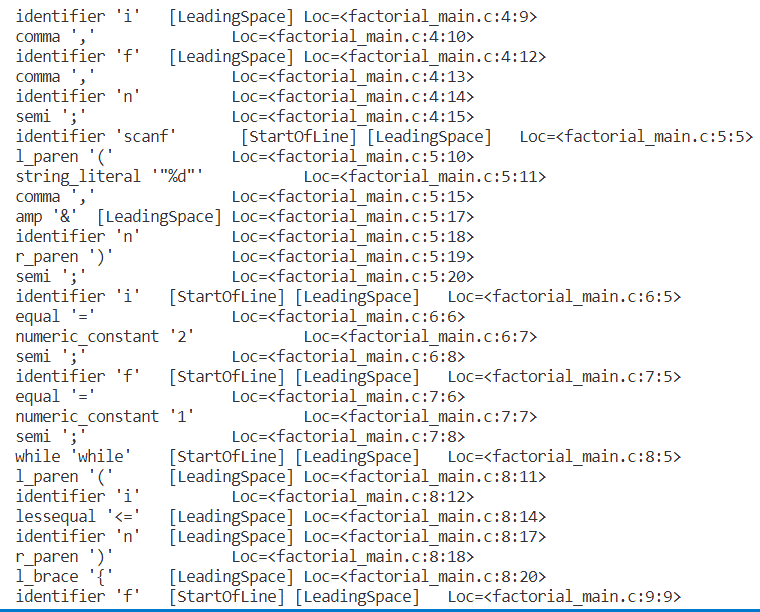 identifier 'i' [LeadingSpace] Loc=<factorial_main.c:4:9>
comma ',' Loc=<factorial_main.c:4:10>
identifier 'f' [LeadingSpace] Loc=<factorial_main.c:4:12>
comma ',' Loc=<factorial_main.c:4:13>
identifier 'n' Loc=<factorial_main.c:4:14>
semi ';' Loc=<factorial_main.c:4:15>
identifier 'scanf' [StartOfLine] [LeadingSpace] Loc=<factorial_main.c:5:5>
l_paren '(' Loc=<factorial_main.c:5:10>
string_literal '"%d"' Loc=<factorial_main.c:5:11>
comma ',' Loc=<factorial_main.c:5:15>
amp '&' [LeadingSpace] Loc=<factorial_main.c:5:17>
identifier 'n' Loc=<factorial_main.c:5:18>
r_paren ')' Loc=<factorial_main.c:5:19>
semi ';' Loc=<factorial_main.c:5:20>
identifier 'i' [StartOfLine] [LeadingSpace] Loc=<factorial_main.c:6:5>
equal '=' Loc=<factorial_main.c:6:6>
numeric_constant '2' Loc=<factorial_main.c:6:7>
semi ';' Loc=<factorial_main.c:6:8>
identifier 'f' [StartOfLine] [LeadingSpace] Loc=<factorial_main.c:7:5>
equal '=' Loc=<factorial_main.c:7:6>
numeric_constant '1' Loc=<factorial_main.c:7:7>
semi ';' Loc=<factorial_main.c:7:8>
while 'while' [StartOfLine] [LeadingSpace] Loc=<factorial_main.c:8:5>
l_paren '(' [LeadingSpace] Loc=<factorial_main.c:8:11>
identifier 'i' Loc=<factorial_main.c:8:12>
lessequal '<=' [LeadingSpace] Loc=<factorial_main.c:8:14>
identifier 'n' [LeadingSpace] Loc=<factorial_main.c:8:17>
r_paren ')' Loc=<factorial_main.c:8:18>
l_brace '{' [LeadingSpace] Loc=<factorial_main.c:8:20>
identifier 'f' [StartOfLine] [LeadingSpace] Loc=<factorial_main.c:9:9>